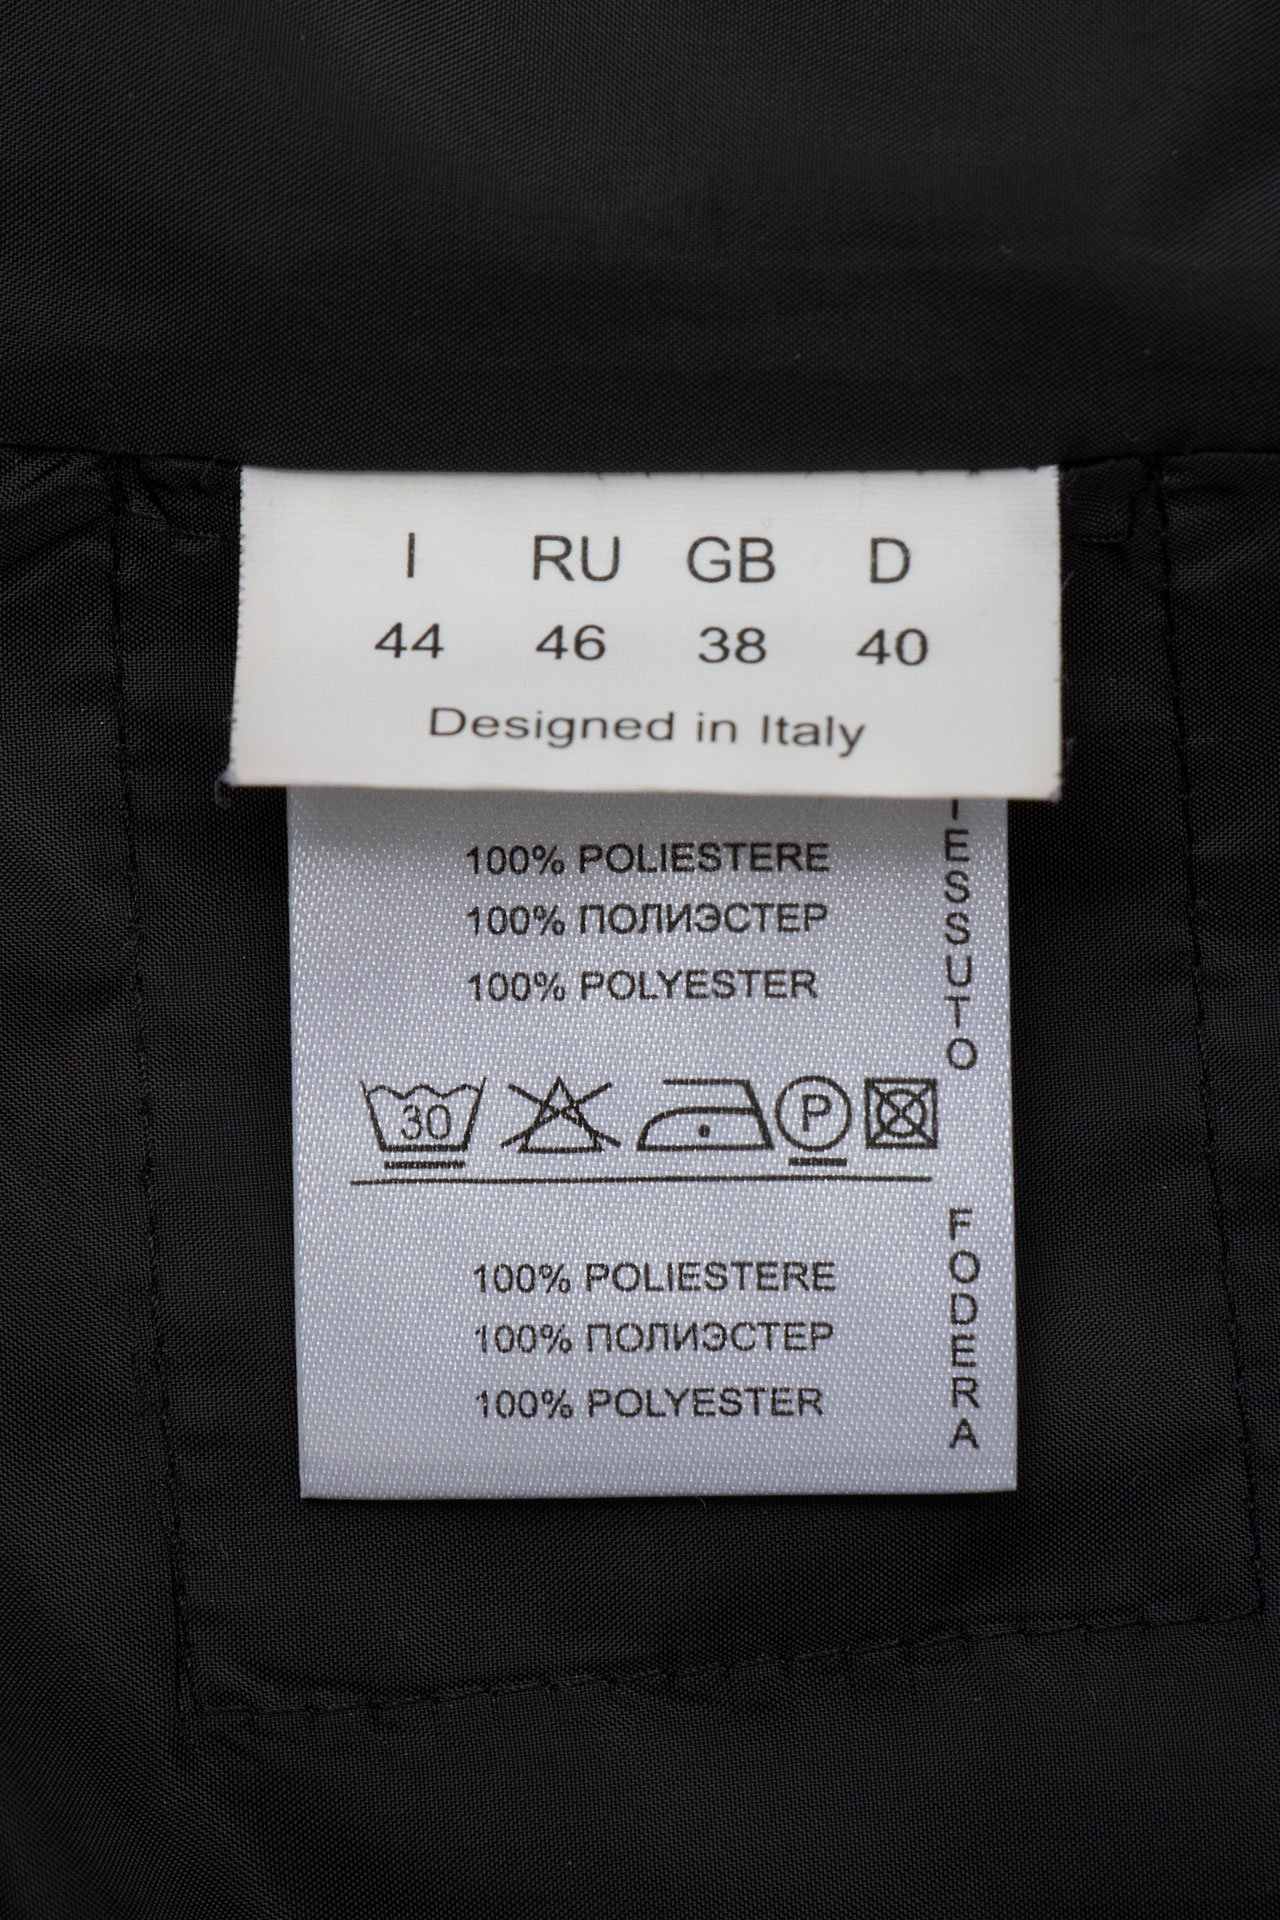 I RU GB D
44 46 38 40
Designed in Italy
100% POLIESTERE
100% ПОЛИЭСТЕР
100% POLYESTER
TESSUTO
30 P
100% POLIESTERE
100% ПОЛИЭСТЕР
100% POLYESTER
FODERA